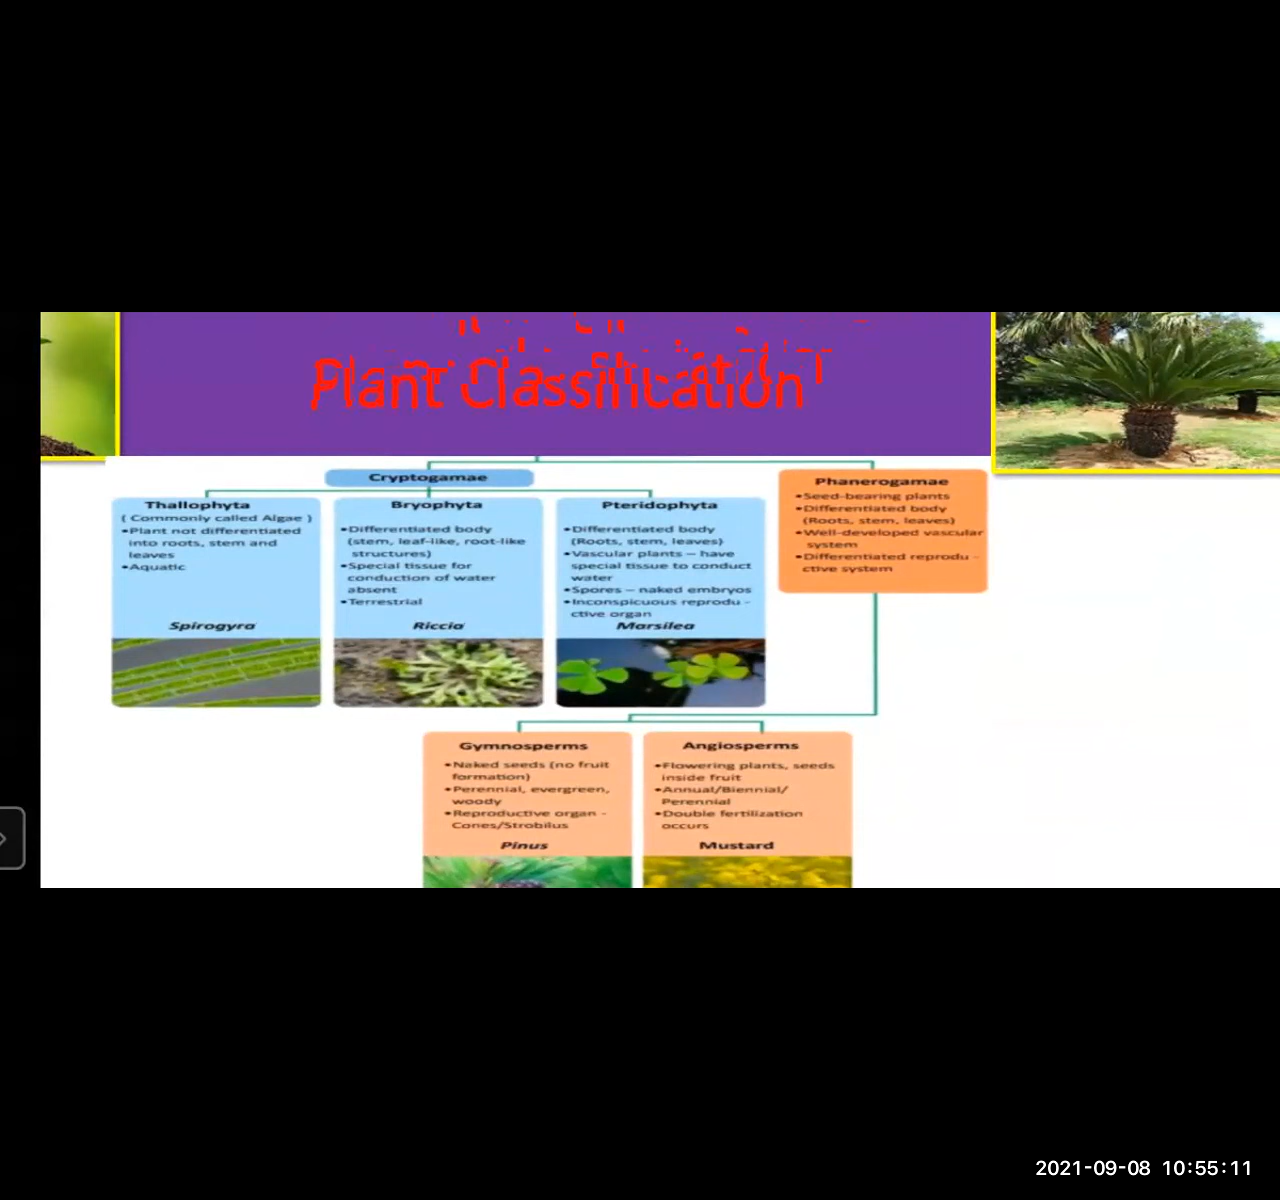 Plant Classification
Cryptogamae
Phanerogamae
•Seed-bearing plants
•Differentiated body
(Roots, stem, leaves)
•Well-developed vascular
system
•Differentiated reprodu -
ctive system
Thallophyta
( Commonly called Algae )
•Plant not differentiated
into roots, stem and
leaves
•Aquatic
Spirogyra
Bryophyta
•Differentiated body
(stem, leaf-like, root-like
structures)
•Special tissue for
conduction of water
absent
•Terrestrial
Riccia
Pteridophyta
•Differentiated body
(Roots, stem, leaves)
•Vascular plants – have
special tissue to conduct
water
•Spores – naked embryos
•Inconspicuous reprodu -
ctive organ
Marsilea
Gymnosperms
•Naked seeds (no fruit
formation)
•Perennial, evergreen,
woody
•Reproductive organ -
Cones/Strobilus
Pinus
Angiosperms
•Flowering plants, seeds
inside fruit
•Annual/Biennial/
Perennial
•Double fertilization
occurs
Mustard
2021-09-08 10:55:11